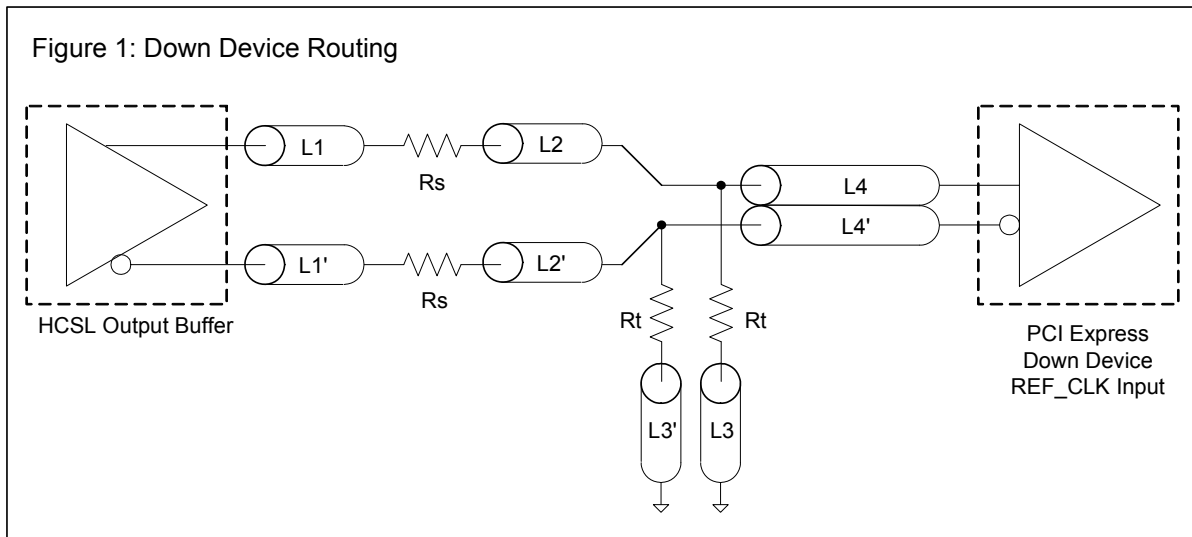 Figure 1: Down Device Routing
L1
Rs
L2
L4
L4'
L1'
Rs
L2'
HCSL Output Buffer
Rt
Rt
L3'
L3
PCI Express
Down Device
REF_CLK Input